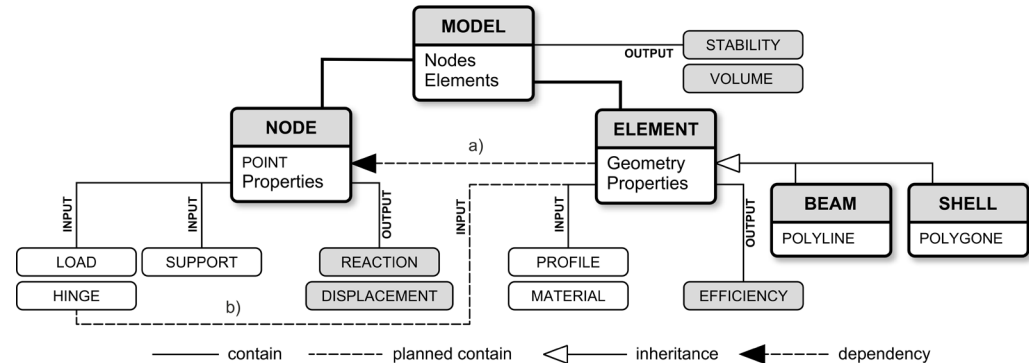 MODEL
Nodes
Elements
OUTPUT
STABILITY
VOLUME
NODE
POINT
Properties
a)
ELEMENT
Geometry
Properties
INPUT
INPUT
OUTPUT
INPUT
INPUT
OUTPUT
BEAM
POLYLINE
SHELL
POLYGONE
LOAD
HINGE
SUPPORT
REACTION
DISPLACEMENT
b)
PROFILE
MATERIAL
EFFICIENCY
contain
planned contain
inheritance
dependency